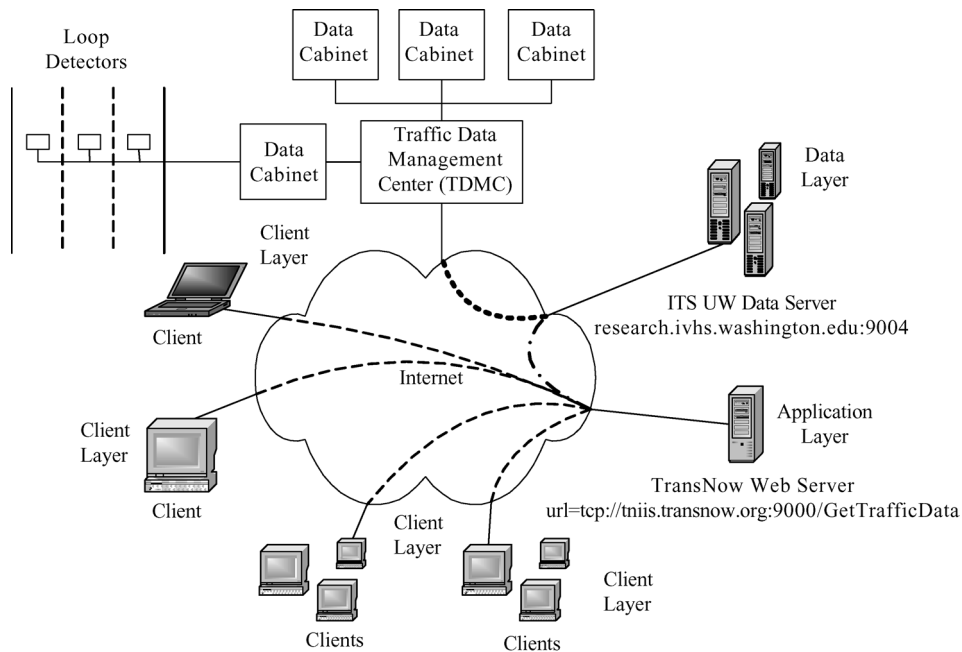 Loop
Detectors
Data
Cabinet
Data
Cabinet
Data
Cabinet
Data
Cabinet
Traffic Data
Management
Center (TDMC)
Data
Layer
Client
Layer
Client
ITS UW Data Server
research.ivhs.washington.edu:9004
Internet
Client
Layer
Client
Application
Layer
TransNow Web Server
url=tcp://tniis.transnow.org:9000/GetTrafficData
Client
Layer
Clients
Client
Layer
Clients